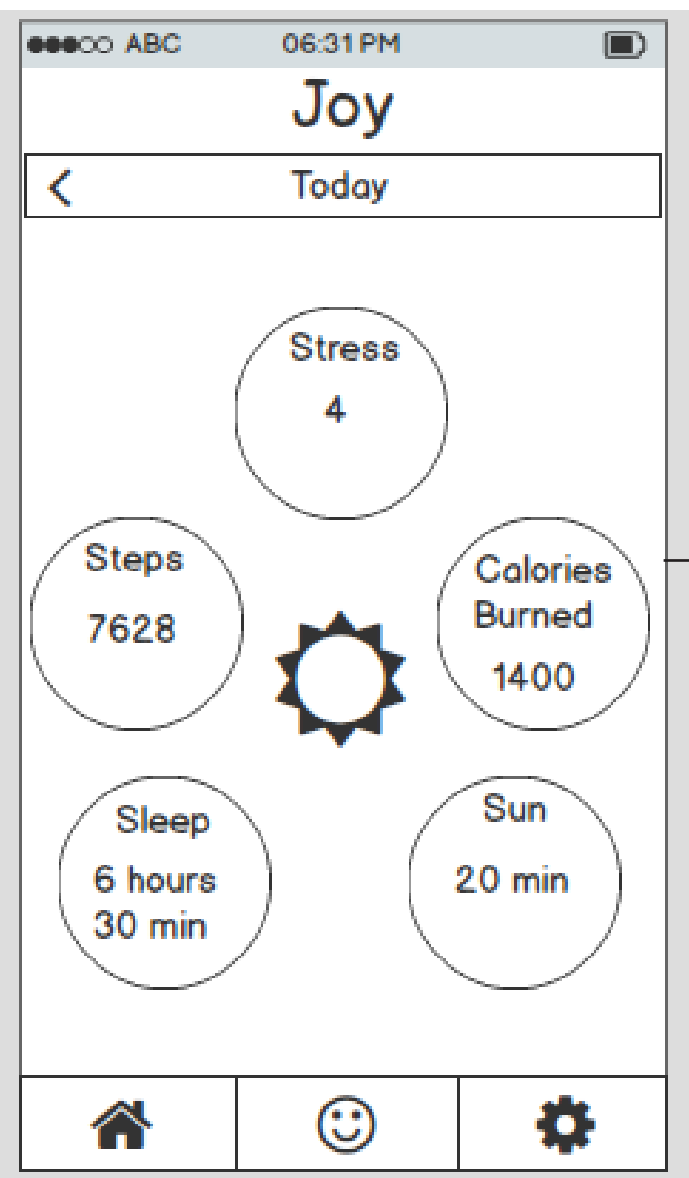 ABC 06:31 PM
Joy
Today
Stress
4
Steps
7628
Calories
Burned
1400
Sleep
6 hours
30 min
Sun
20 min